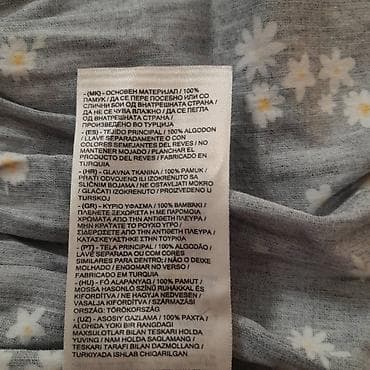 - (MK) - ОСНОВЕН МАТЕРИЈАЛ / 100%
ПАМУК / ДА СЕ ПЕРЕ ПОСЕБНО ИЛИ СО
СЛИЧНИ БОИ ОД ВНАТРЕШНАТА СТРАНА /
ДА НЕ СЕ ЧУВА ВЛАЖНО / ДА СЕ ПЕГЛА
ОД ВНАТРЕШНАТА СТРАНА /
ПРОИЗВЕДЕНО ВО ТУРЦИЈА
- (ES) - TEJIDO PRINCIPAL / 100% ALGODON
/ LLAVE SEPARADAMENTE O CON
COLORES SEMEJANTES DEL REVES / NO
MANTENER MOJADO / PLANCHAR EL
PRODUCTO DEL REVES / FABRICADO EN
TURQUIA
- (HR) - GLAVNA TKANINA / 100% PAMUK /
PRATI ODVOJENO ILI IZOKRENUTO SA
SLIČNIM BOJAMA / NE OSTAVLJATI MOKRO
/ GLAČATI IZOKRENUTO / PROIZVEDENO U
TURSKOJ
- (GR) - ΚΥΡΙΟ ΥΦΑΣΜΑ / 100% ΒΑΜΒΑΚΙ /
ΠΛΕΝΕΤΕ ΞΕΧΩΡΙΣΤΑ Η ΜΕ ΠΑΡΟΜΟΙΑ
ΧΡΩΜΑΤΑ ΑΠΟ ΤΗΝ ΑΝΤΙΘΕΤΗ ΠΛΕΥΡΑ /
ΜΗΝ ΚΡΑΤΑΤΕ ΤΟ ΡΟΥΧΟ ΥΓΡΟ /
ΣΙΔΕΡΩΣΕΤΕ ΑΠΟ ΤΗΝ ΑΝΤΙΘΕΤΗ ΠΛΕΥΡΑ /
ΚΑΤΑΣΚΕΥΑΣΤΗΚΕ ΣΤΗΝ ΤΟΥΡΚΙΑ
- (PT) - TELA PRINCIPAL / 100% ALGODÃO /
LAVE SEPARADA OU COM CORES
SIMILARES PARA DENTRO; / NÃO O DEIXE
MOLHADO / ENGOMAR NO VERSO /
FABRICADO EM TURQUIA
- (HU) - FŐ ALAPANYAG / 100% PAMUT /
MOSSA HASONLÓ SZÍNŰ RUHÁKKAL ÉS
KIFORDÍTVA / NE HAGYJA NEDVESEN /
VASALJA KIFORDÍTVA / SZÁRMAZÁSI
ORSZÁG: TÖRÖKORSZÁG
- (UZ) - ASOSIY GAZLAMA / 100% PAXTA /
ALOHIDA YOKI BIR RANGDAGI
MAXSULOTLAR BILAN TESKARI HOLDA
YUVING / NAM HOLDA SAQLAMANG /
TESKARI TARAFI BILAN DAZMOLLANG /
TURKIYADA ISHLAB CHIQARILGAN